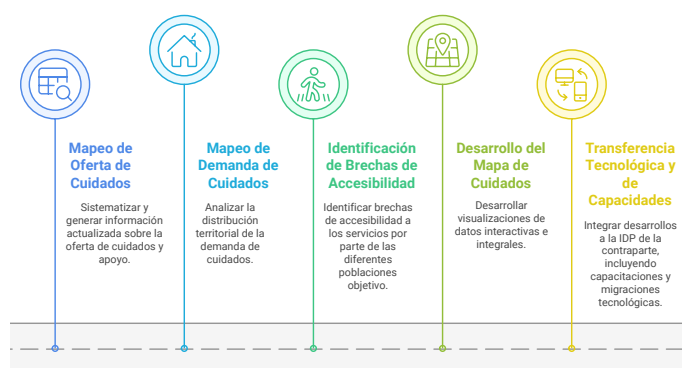 Mapeo de
Oferta de
Cuidados
Sistematizar y
generar información
actualizada sobre la
oferta de cuidados y
apoyo.
Mapeo de
Demanda de
Cuidados
Analizar la
distribución
territorial de la
demanda de
cuidados.
Identificación
de Brechas de
Accesibilidad
Identificar brechas
de accesibilidad a
los servicios por
parte de las
diferentes
poblaciones
objetivo.
Desarrollo del
Mapa de
Cuidados
Desarrollar
visualizaciones de
datos interactivas e
integrales.
Transferencia
Tecnológica y
de
Capacidades
Integrar desarrollos
a la IDP de la
contraparte,
incluyendo
capacitaciones y
migraciones
tecnológicas.